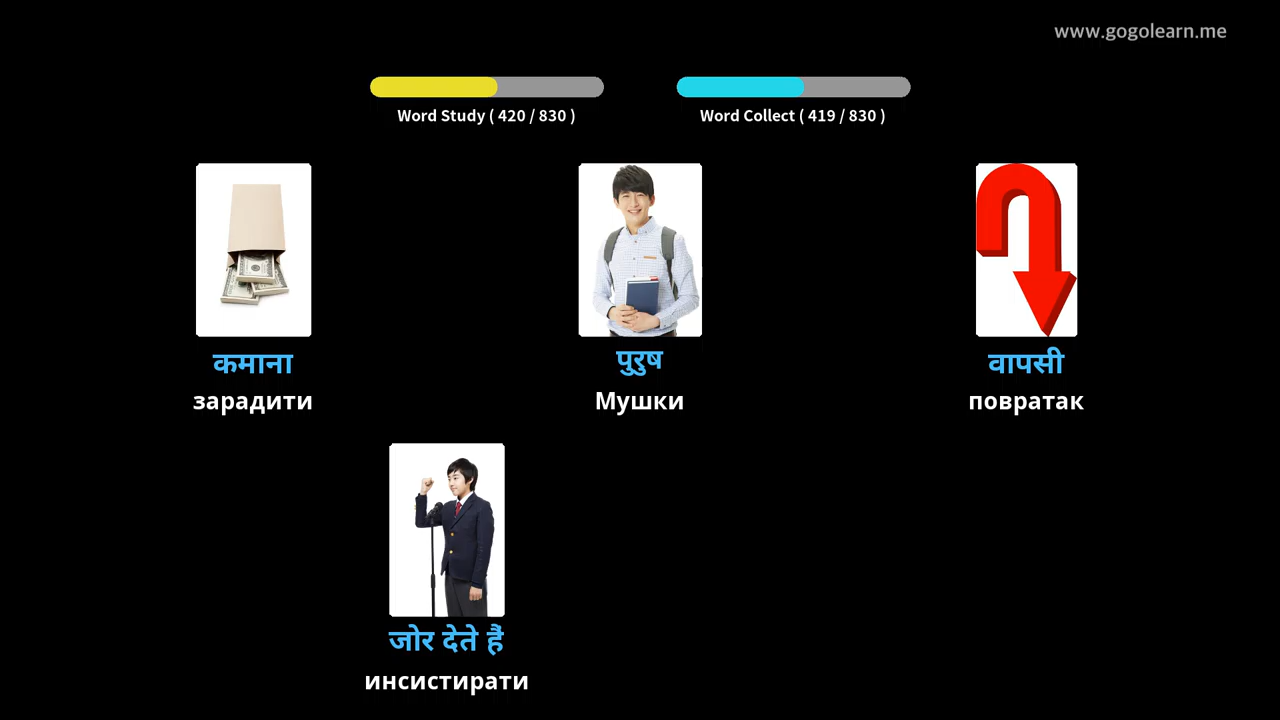 www.gogolearn.me
Word Study ( 420 / 830 )
Word Collect ( 419 / 830 )
कमाना
зарадити
पुरुष
Мушки
वापसी
повратак
जोर देते हैं
инсистирати